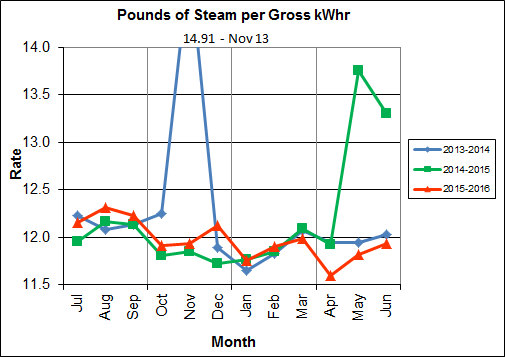 Pounds of Steam per Gross kWhr
14.91 - Nov 13
14.0
13.5
13.0
12.5
12.0
11.5
Rate
Jul Aug Sep Oct Nov Dec Jan Feb Mar Apr May Jun
Month
2013-2014
2014-2015
2015-2016